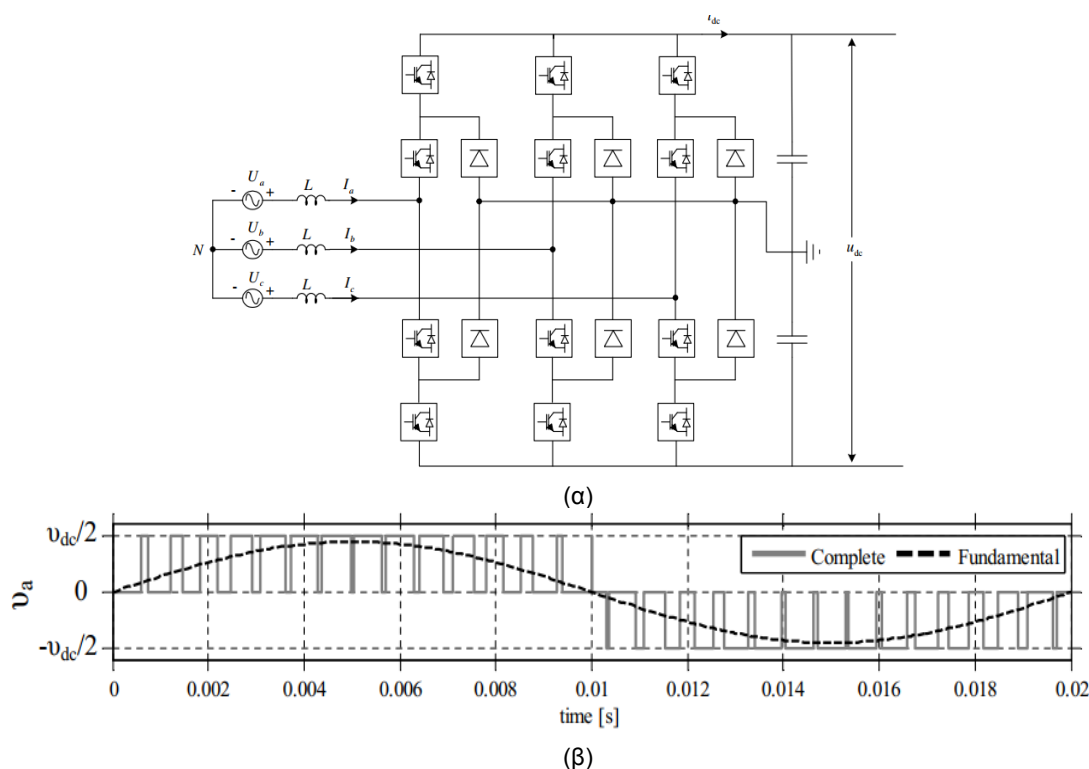 i_dc
U_a
- + L I_a
U_b
N - + L I_b
U_c
- + L I_c
u_dc
(α)
υ_dc/2
0
-υ_dc/2
υ_a
Complete Fundamental
0 0.002 0.004 0.006 0.008 0.01 0.012 0.014 0.016 0.018 0.02
time [s]
(β)